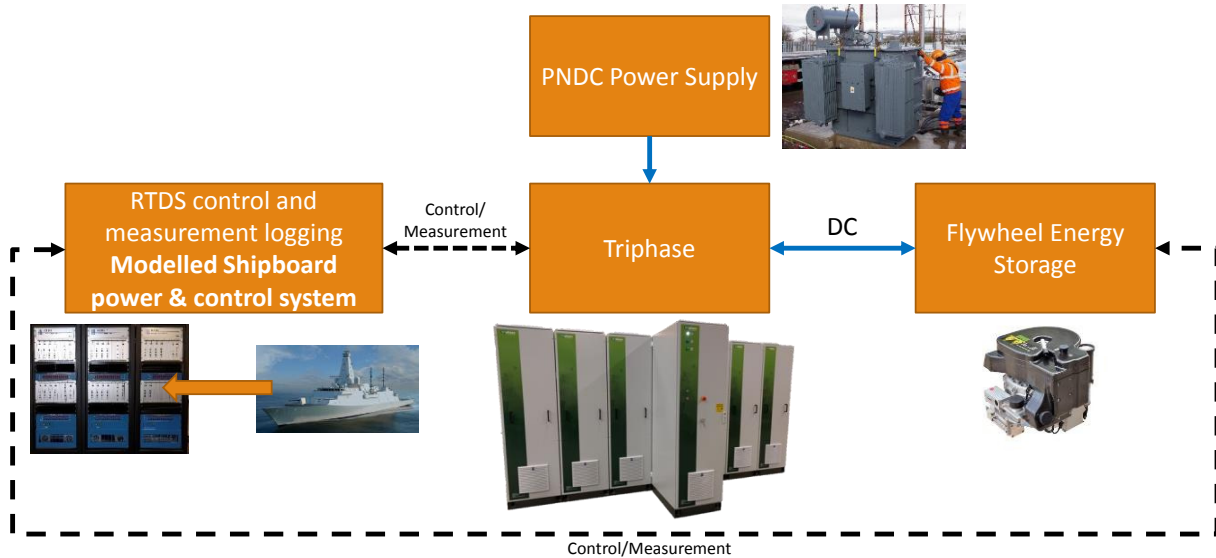 PNDC Power Supply
RTDS control and
measurement logging
Modelled Shipboard
power & control system
Control/
Measurement
Triphase
DC
Flywheel Energy
Storage
Control/Measurement